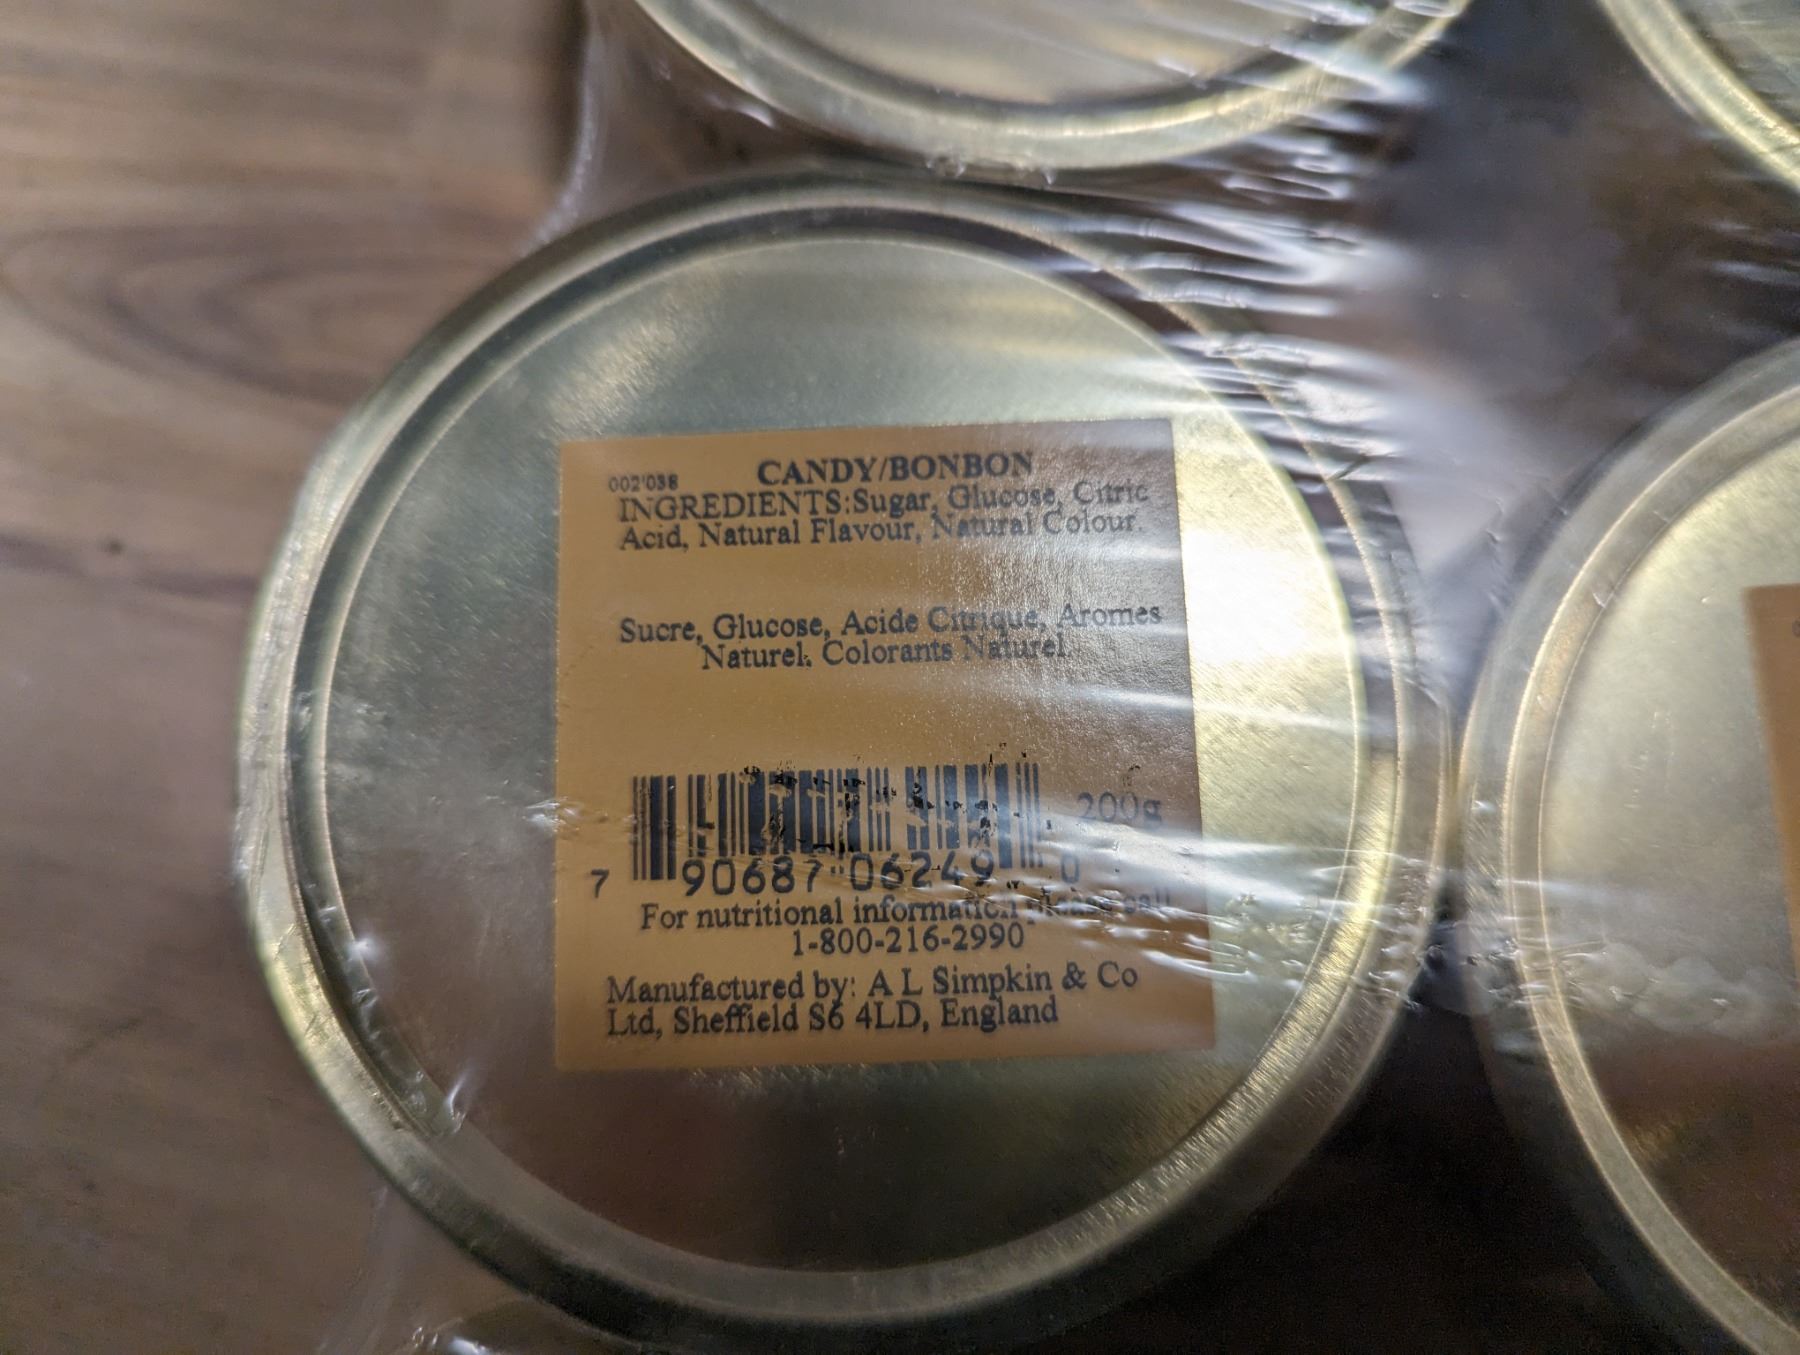 CANDY/BONBON
002'038
INGREDIENTS:Sugar, Glucose, Citric
Acid, Natural Flavour, Natural Colour.
Sucre, Glucose, Acide Citrique, Aromes
Naturel. Colorants Naturel.
200g
7 90687 06249 0
For nutritional information please call
1-800-216-2990
Manufactured by: A L Simpkin & Co
Ltd, Sheffield S6 4LD, England